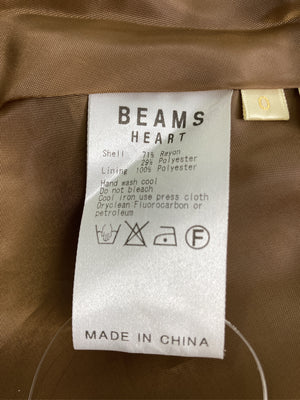 BEAMS
HEART
Shell 71% Rayon
29% Polyester
Lining 100% Polyester
Hand wash cool
Do not bleach
Cool iron use press cloth
Dryclean Fluorocarbon or
petroleum
F
MADE IN CHINA
0